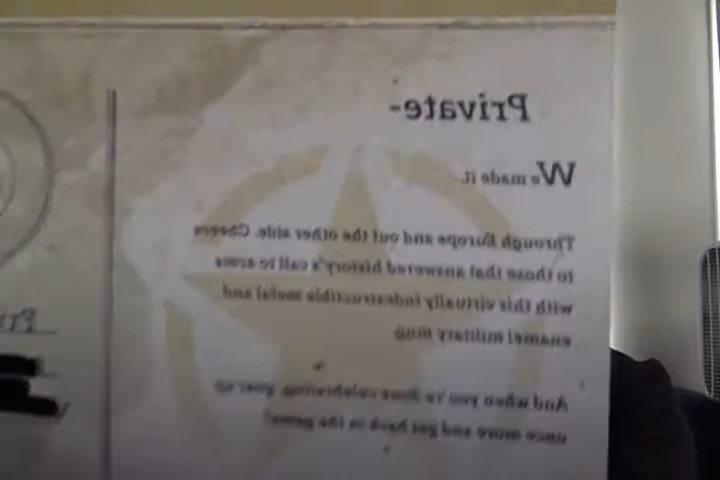 Private-
We made it.
Through Europe and out the other side. Cheers
to those that answered history's call to arms
with this virtually indestructible metal and
enamel military mug
And when you've done celebrating, gear up
once more and get back in the game!